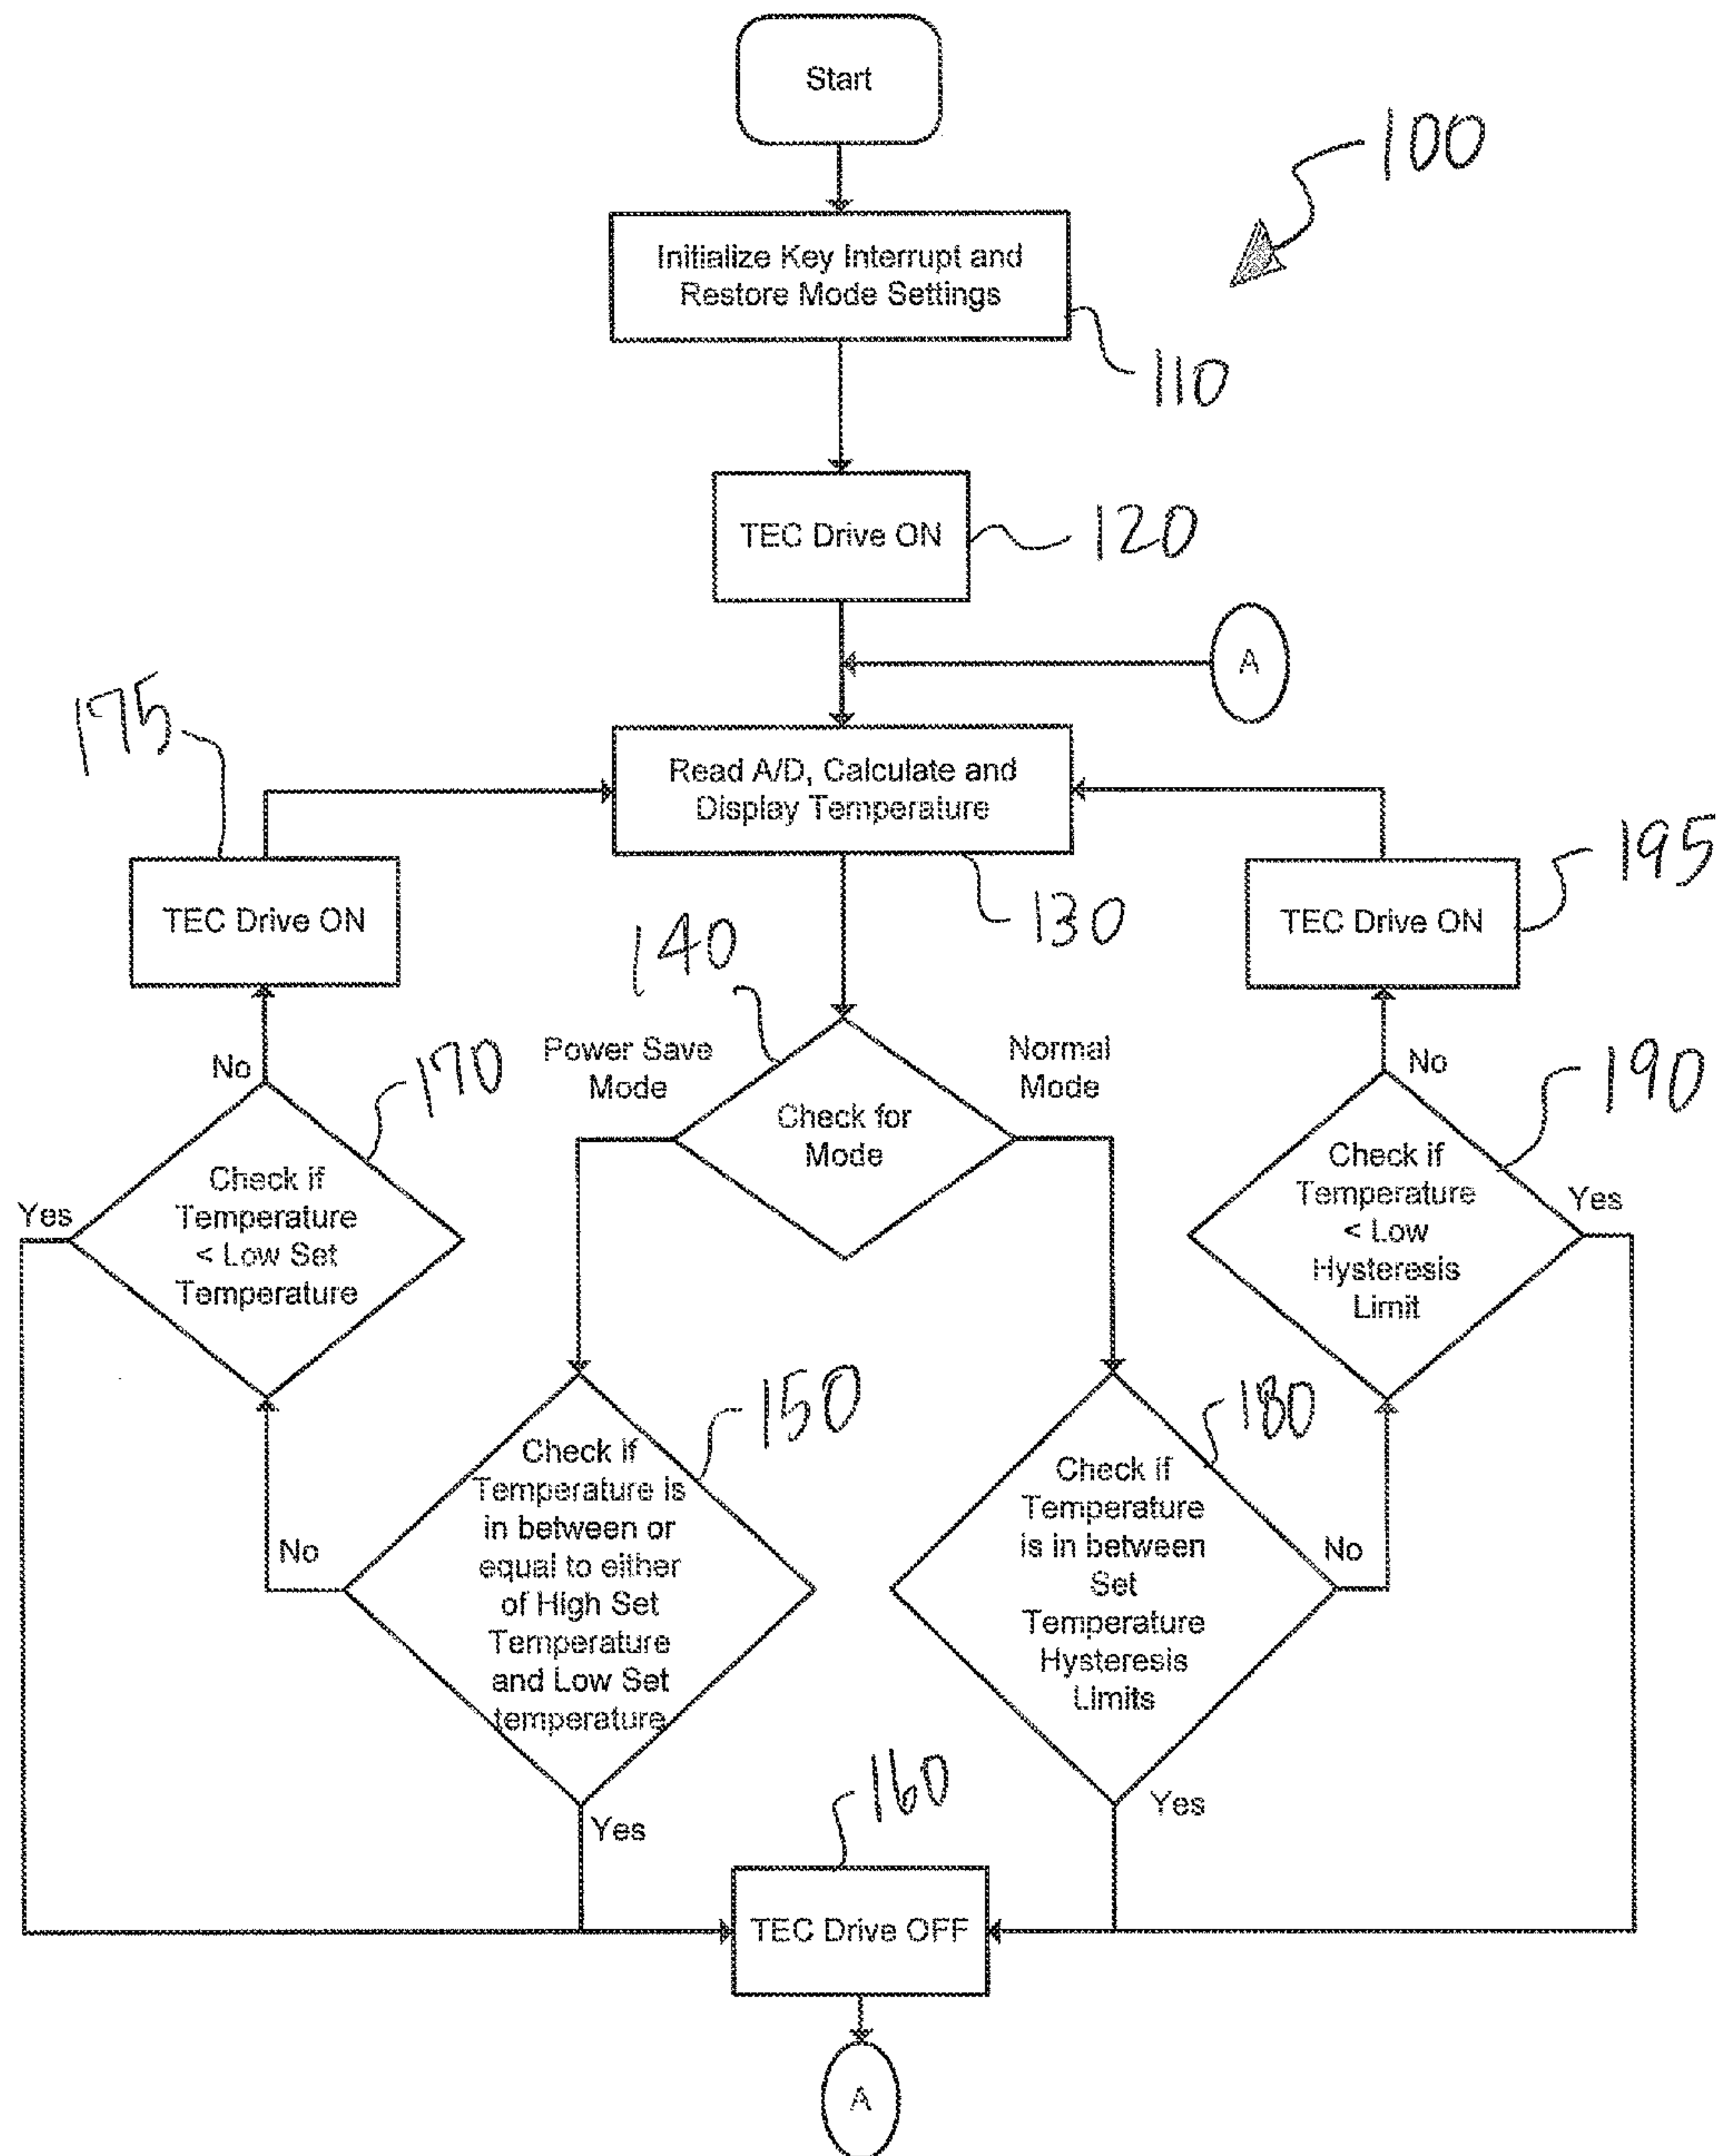 Start
100
Initialize Key Interrupt and
Restore Mode Settings
110
TEC Drive ON
120
A
175
Read A/D, Calculate and
Display Temperature
130
TEC Drive ON
TEC Drive ON
195
140
Power Save
Mode
Normal
Mode
Check for
Mode
No
170
Check if
Temperature
< Low Set
Temperature
Yes
No
190
Check if
Temperature
< Low
Hysteresis
Limit
Yes
150
Check if
Temperature is
in between or
equal to either
of High Set
Temperature
and Low Set
temperature
No
Yes
180
Check if
Temperature
is in between
Set
Temperature
Hysteresis
Limits
No
Yes
160
TEC Drive OFF
A